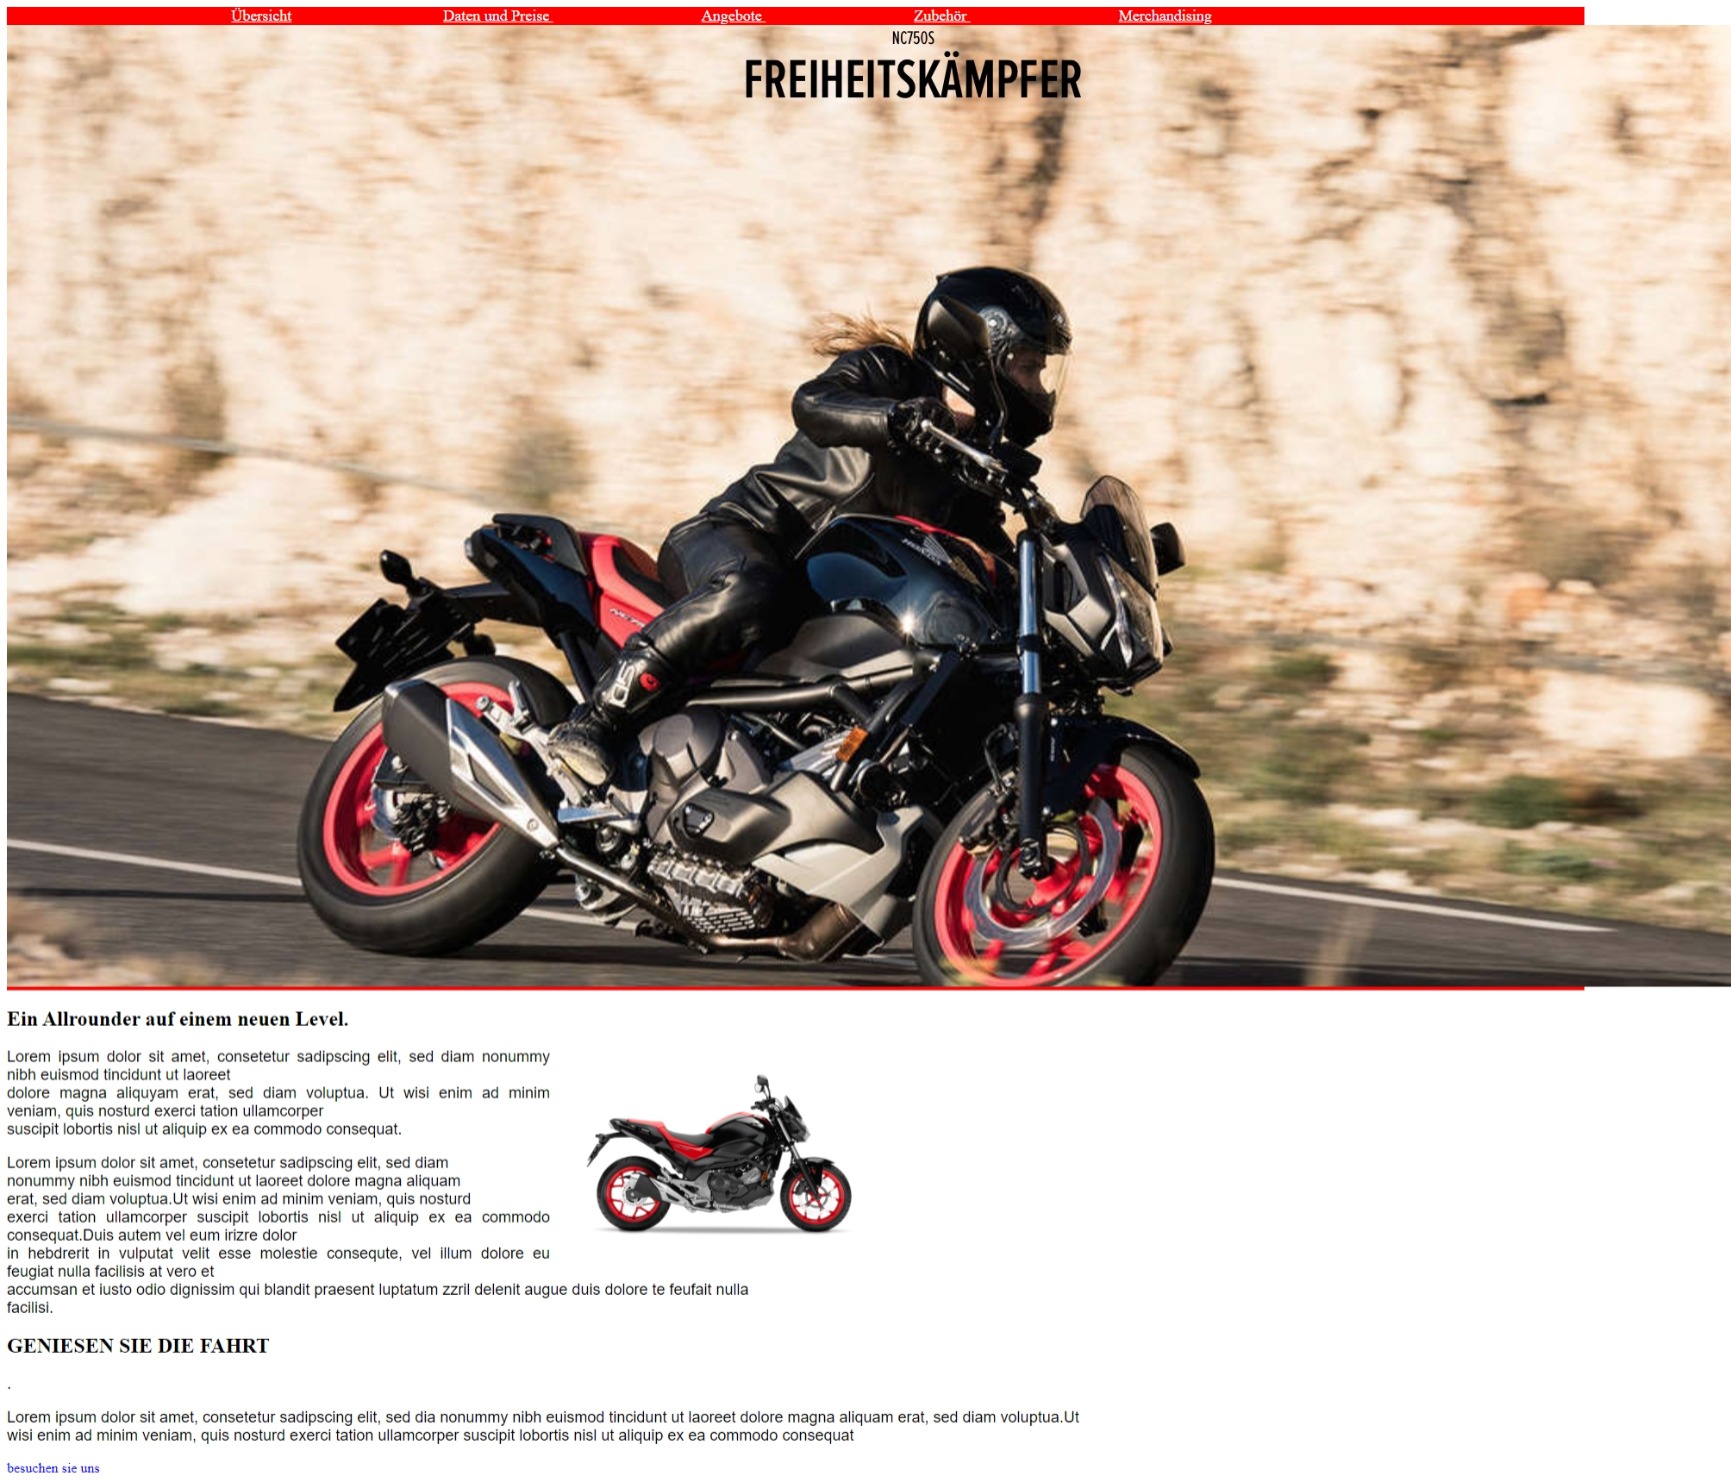 Übersicht Daten und Preise Angebote Zubehör Merchandising
NC750S
FREIHEITSKÄMPFER
HONDA
Ein Allrounder auf einem neuen Level.
Lorem ipsum dolor sit amet, consetetur sadipscing elit, sed diam nonummy
nibh euismod tincidunt ut laoreet
dolore magna aliquyam erat, sed diam voluptua. Ut wisi enim ad minim
veniam, quis nosturd exerci tation ullamcorper
suscipit lobortis nisl ut aliquip ex ea commodo consequat.
Lorem ipsum dolor sit amet, consetetur sadipscing elit, sed diam
nonummy nibh euismod tincidunt ut laoreet dolore magna aliquam
erat, sed diam voluptua.Ut wisi enim ad minim veniam, quis nosturd
exerci tation ullamcorper suscipit lobortis nisl ut aliquip ex ea commodo
consequat.Duis autem vel eum irizre dolor
in hebdrerit in vulputat velit esse molestie consequte, vel illum dolore eu
feugiat nulla facilisis at vero et
accumsan et iusto odio dignissim qui blandit praesent luptatum zzril delenit augue duis dolore te feufait nulla
facilisi.
GENIESEN SIE DIE FAHRT
.
Lorem ipsum dolor sit amet, consetetur sadipscing elit, sed dia nonummy nibh euismod tincidunt ut laoreet dolore magna aliquam erat, sed diam voluptua.Ut
wisi enim ad minim veniam, quis nosturd exerci tation ullamcorper suscipit lobortis nisl ut aliquip ex ea commodo consequat
besuchen sie uns